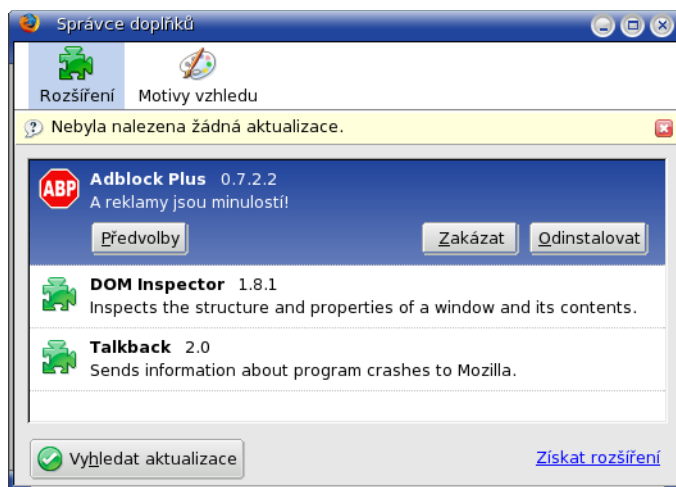 Správce doplňků
Rozšíření Motivy vzhledu
Nebyla nalezena žádná aktualizace.
ABP
Adblock Plus 0.7.2.2
A reklamy jsou minulostí!
Předvolby Zakázat Odinstalovat
DOM Inspector 1.8.1
Inspects the structure and properties of a window and its contents.
Talkback 2.0
Sends information about program crashes to Mozilla.
Vyhledat aktualizace Získat rozšíření